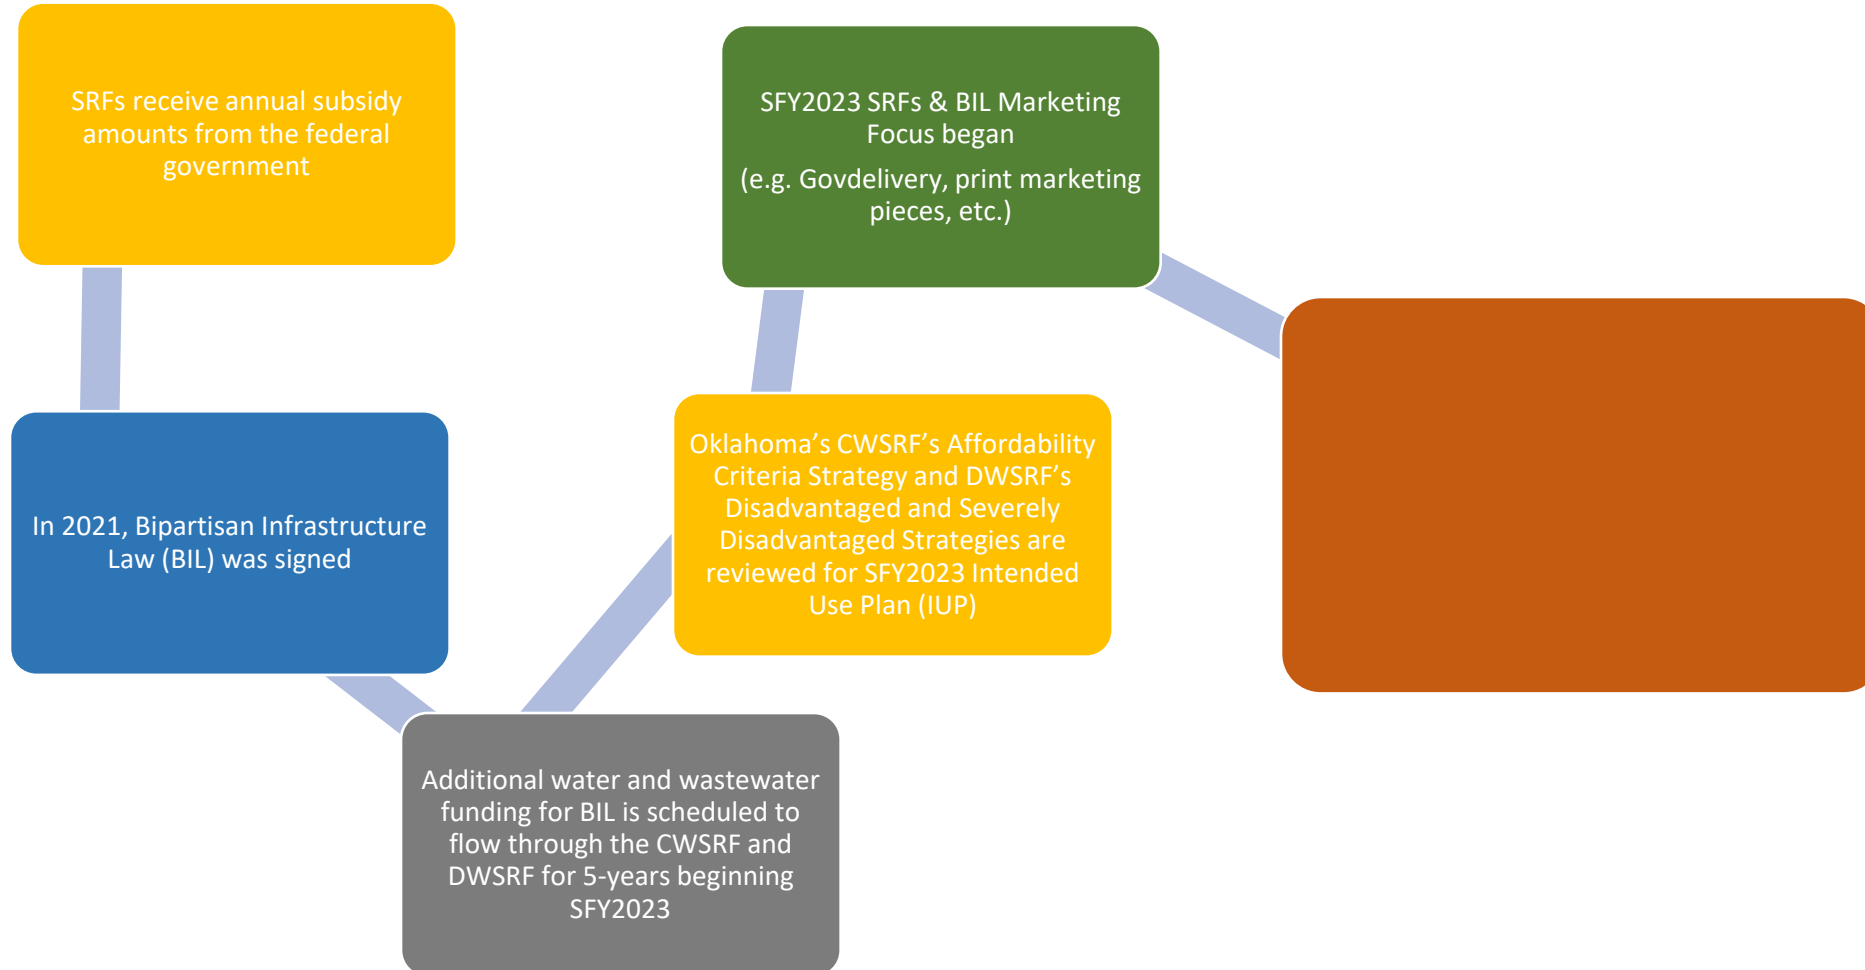 SRFs receive annual subsidy
amounts from the federal
government
In 2021, Bipartisan Infrastructure
Law (BIL) was signed
Additional water and wastewater
funding for BIL is scheduled to
flow through the CWSRF and
DWSRF for 5-years beginning
SFY2023
Oklahoma’s CWSRF’s Affordability
Criteria Strategy and DWSRF’s
Disadvantaged and Severely
Disadvantaged Strategies are
reviewed for SFY2023 Intended
Use Plan (IUP)
SFY2023 SRFs & BIL Marketing
Focus began
(e.g. Govdelivery, print marketing
pieces, etc.)